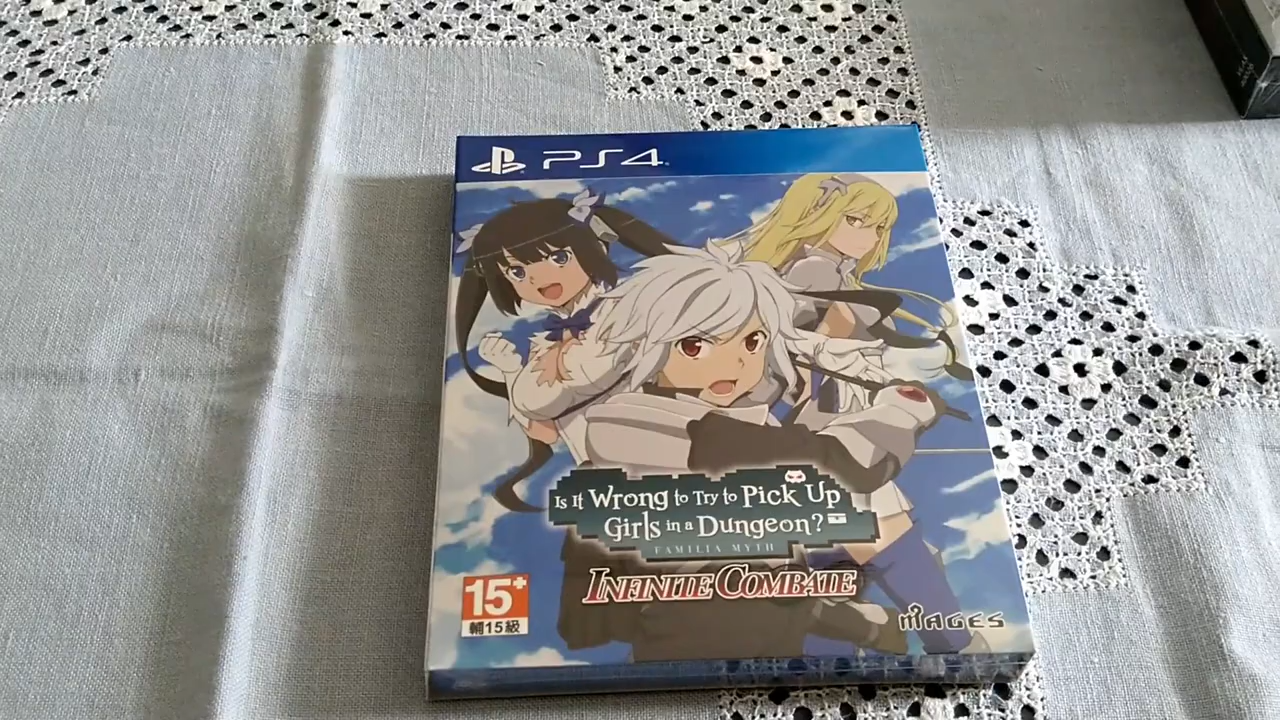 PS4
Is It Wrong to Try to Pick Up
Girls in a Dungeon?
FAMILIA MYTH
INFINITE COMBATE
15+
輔15級
MAGES